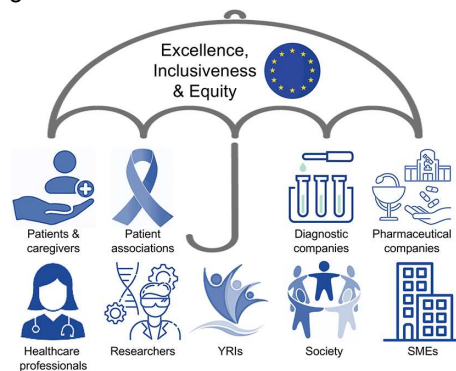 Excellence,
Inclusiveness
& Equity
Patients &
caregivers
Patient
associations
Diagnostic
companies
Pharmaceutical
companies
Healthcare
professionals
Researchers
YRIs
Society
SMEs